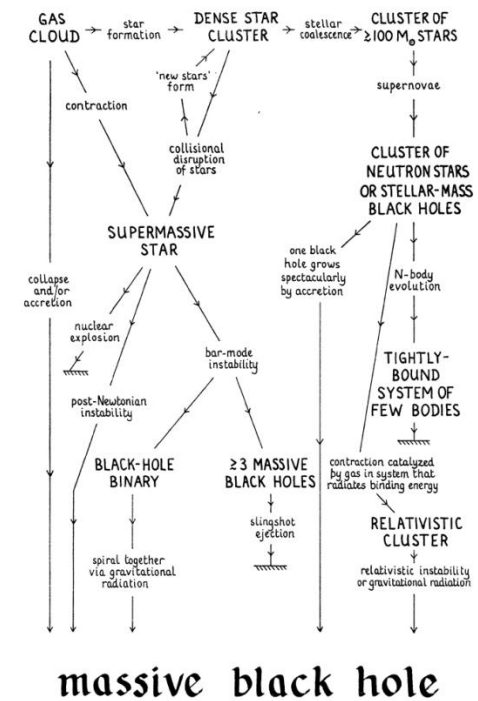 GAS
CLOUD
star
formation
DENSE STAR
CLUSTER
stellar
coalescence
CLUSTER OF
≥100 M⊙ STARS
'new stars'
form
contraction
supernovae
collisional
disruption
of stars
CLUSTER OF
NEUTRON STARS
OR STELLAR-MASS
BLACK HOLES
SUPERMASSIVE
STAR
one black
hole grows
spectacularly
by accretion
N-body
evolution
collapse
and/or
accretion
nuclear
explosion
bar-mode
instability
TIGHTLY-
BOUND
SYSTEM OF
FEW BODIES
post-Newtonian
instability
BLACK-HOLE
BINARY
≥3 MASSIVE
BLACK HOLES
contraction catalyzed
by gas in system that
radiates binding energy
slingshot
ejection
RELATIVISTIC
CLUSTER
spiral together
via gravitational
radiation
relativistic instability
or gravitational radiation
massive black hole